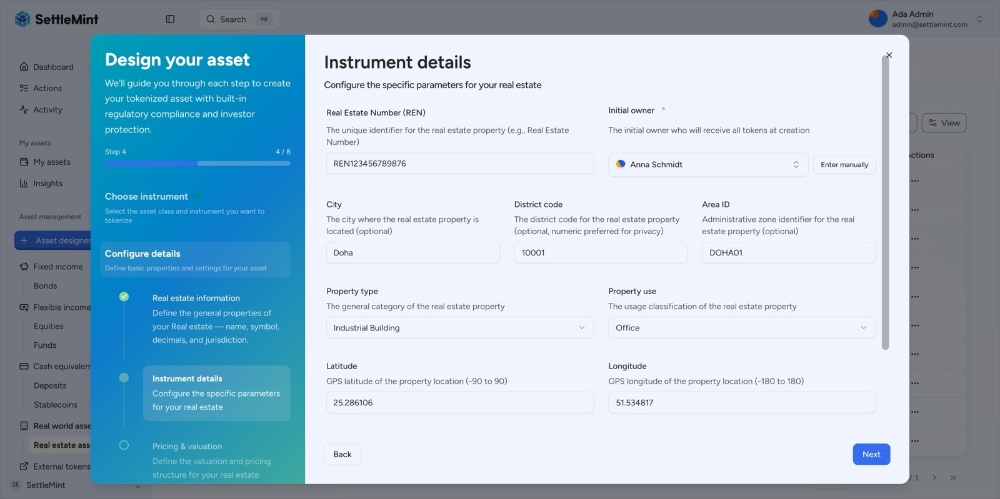 SettleMint
Search
⌘K
Ada Admin
admin@settlemint.com
Dashboard
Actions
Activity
My assets
My assets
Insights
Asset management
Asset designer
Fixed income
Bonds
Flexible income
Equities
Funds
Cash equivalen
Deposits
Stablecoins
Real world asse
Real estate ass
External tokens
SE
SettleMint
Design your asset
We'll guide you through each step to create
your tokenized asset with built-in
regulatory compliance and investor
protection.
Step 4
4 / 8
Choose instrument
Select the asset class and instrument you want to
tokenize
Configure details
Define basic properties and settings for your asset
Real estate information
Define the general properties of
your Real estate — name, symbol,
decimals, and jurisdiction.
Instrument details
Configure the specific parameters
for your real estate
Pricing & valuation
Define the valuation and pricing
structure for your real estate
Instrument details
Configure the specific parameters for your real estate
Real Estate Number (REN)
The unique identifier for the real estate property (e.g., Real Estate
Number)
REN123456789876
Initial owner *
The initial owner who will receive all tokens at creation
Anna Schmidt
Enter manually
City
The city where the real estate property is
located (optional)
Doha
District code
The district code for the real estate property
(optional, numeric preferred for privacy)
10001
Area ID
Administrative zone identifier for the real
estate property (optional)
DOHA01
Property type
The general category of the real estate property
Industrial Building
Property use
The usage classification of the real estate property
Office
Latitude
GPS latitude of the property location (-90 to 90)
25.286106
Longitude
GPS longitude of the property location (-180 to 180)
51.534817
Back
Next
View
ctions
/ 1